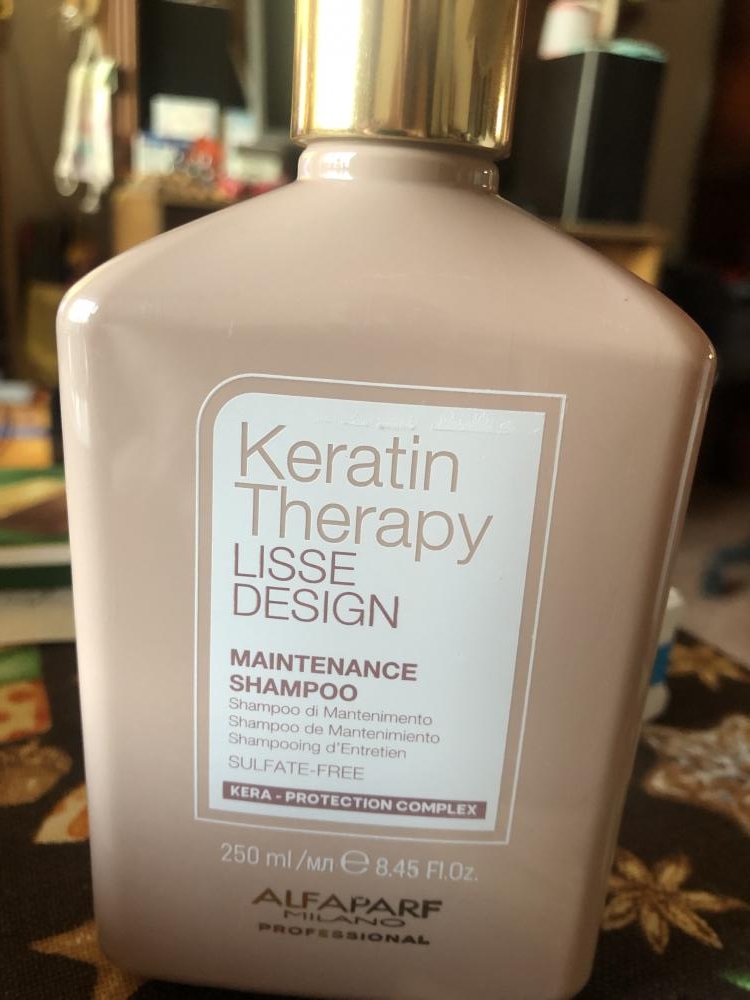 Keratin
Therapy
LISSE
DESIGN
MAINTENANCE
SHAMPOO
Shampoo di Mantenimento
Shampoo de Mantenimiento
Shampooing d'Entretien
SULFATE-FREE
KERA - PROTECTION COMPLEX
250 ml /мл ℮ 8.45 Fl.Oz.
ALFAPARF
MILANO
PROFESSIONAL